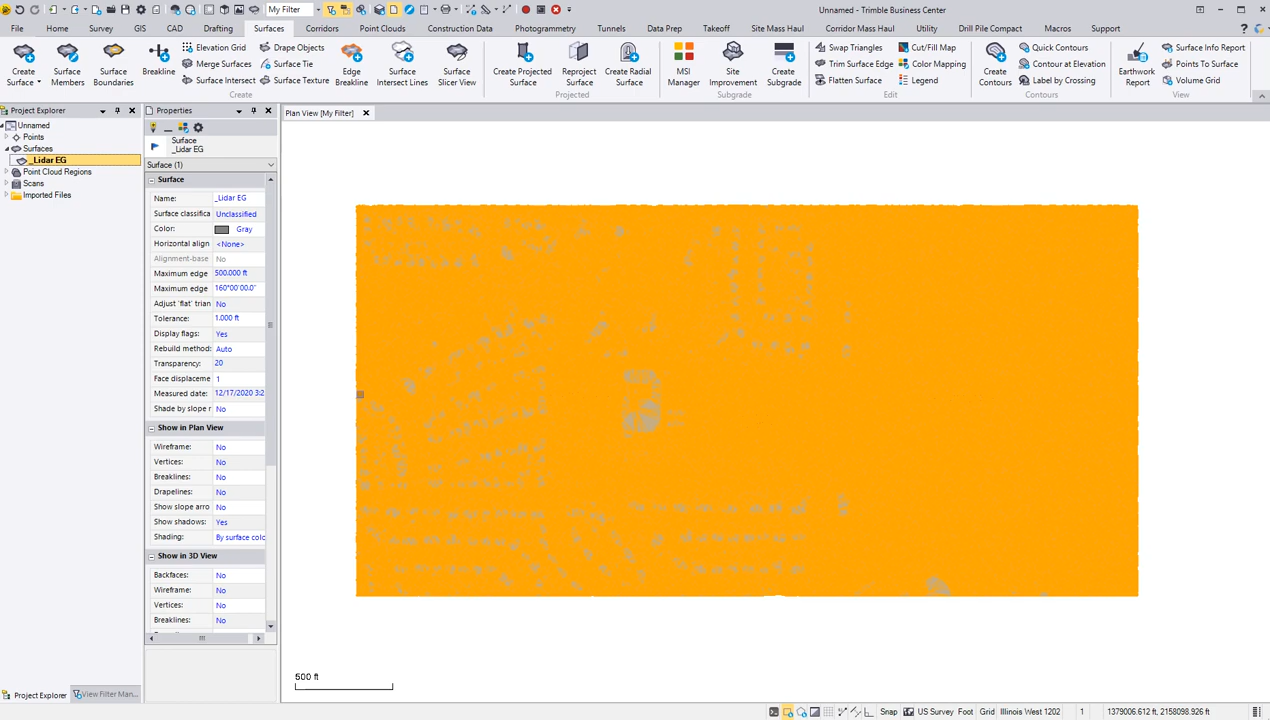 My Filter
Unnamed - Trimble Business Center
File Home Survey GIS CAD Drafting Surfaces Corridors Point Clouds Construction Data Photogrammetry Tunnels Data Prep Takeoff Site Mass Haul Corridor Mass Haul Utility Drill Pile Compact Macros Support
Create Surface
Surface Members
Surface Boundaries
Breakline
Elevation Grid
Merge Surfaces
Surface Intersect
Drape Objects
Surface Tie
Surface Texture
Edge Breakline
Surface Intersect Lines
Surface Slicer View
Create Projected Surface
Reproject Surface
Create Radial Surface
MSI Manager
Site Improvement
Create Subgrade
Swap Triangles
Trim Surface Edge
Flatten Surface
Cut/Fill Map
Color Mapping
Legend
Create Contours
Quick Contours
Contour at Elevation
Label by Crossing
Earthwork Report
Surface Info Report
Points To Surface
Volume Grid
Create Projected Subgrade Edit Contours View
Project Explorer
Unnamed
Points
Surfaces
_Lidar EG
Point Cloud Regions
Scans
Imported Files
Properties
Surface
_Lidar EG
Surface (1)
Surface
Name: _Lidar EG
Surface classifica Unclassified
Color: Gray
Horizontal align <None>
Alignment-base No
Maximum edge 500.000 ft
Maximum edge 160°00'00.0"
Adjust 'flat' trian No
Tolerance: 1.000 ft
Display flags: Yes
Rebuild method: Auto
Transparency: 20
Face displaceme 1
Measured date: 12/17/2020 3:2
Shade by slope r No
Show in Plan View
Wireframe: No
Vertices: No
Breaklines: No
Drapelines: No
Show slope arro No
Show shadows: Yes
Shading: By surface colo
Show in 3D View
Backfaces: No
Wireframe: No
Vertices: No
Breaklines: No
Plan View [My Filter]
500 ft
Project Explorer View Filter Man...
Snap US Survey Foot Grid Illinois West 1202 1 1379006.612 ft, 2158098.926 ft